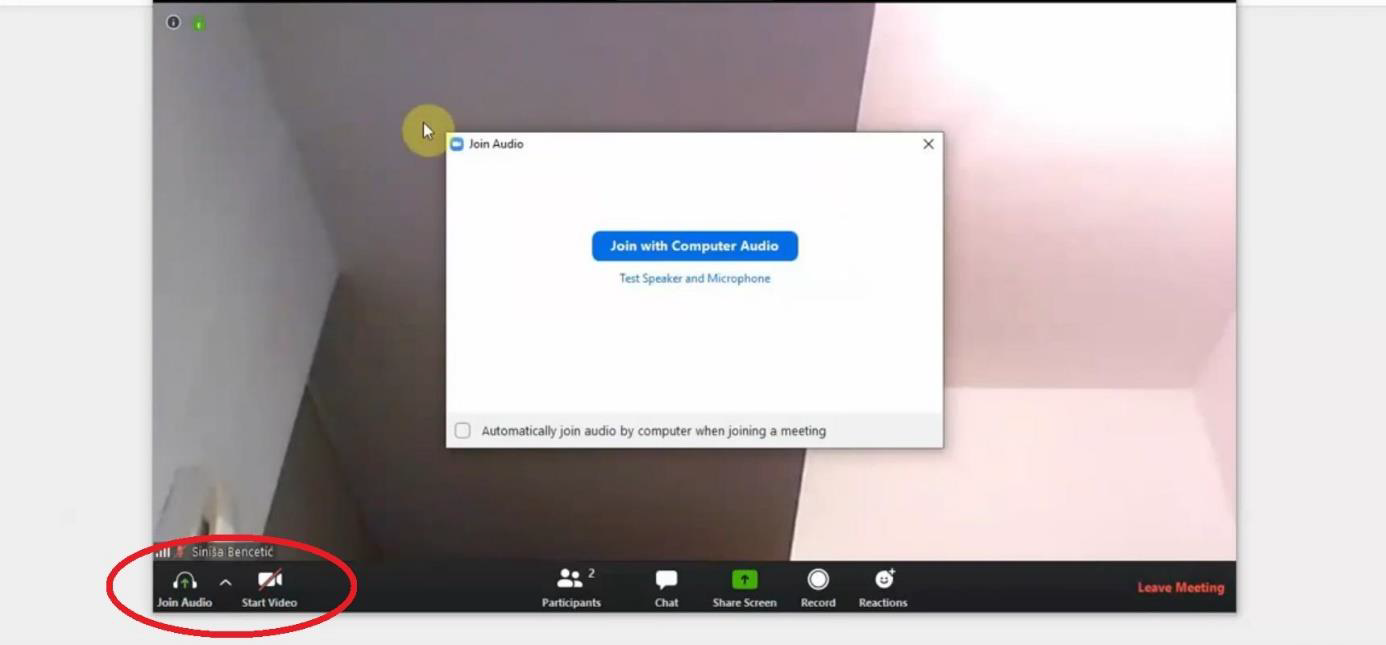 Join Audio
Join with Computer Audio
Test Speaker and Microphone
Automatically join audio by computer when joining a meeting
Siniša Bencetić
Join Audio
Start Video
Participants
2
Chat
Share Screen
Record
Reactions
Leave Meeting